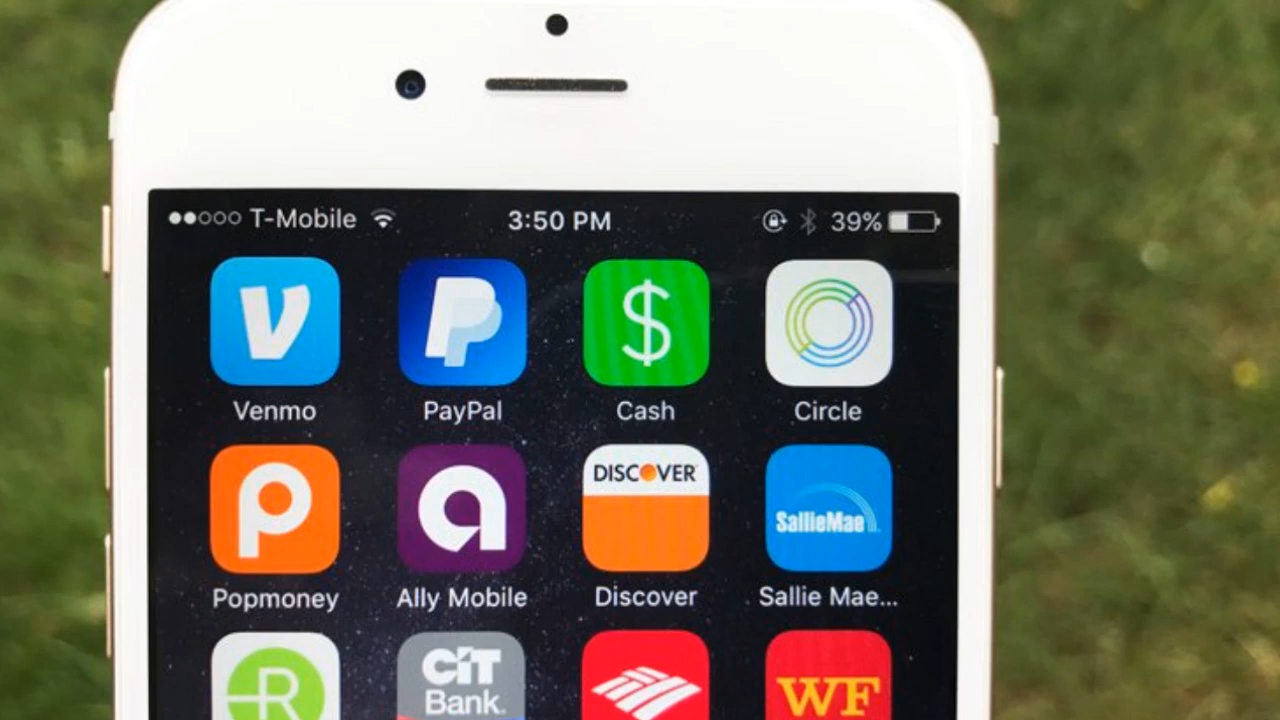 T-Mobile 3:50 PM 39%
V P $
Venmo PayPal Cash Circle
P a DISCOVER SallieMae
Popmoney Ally Mobile Discover Sallie Mae...
R CiT Bank. WF